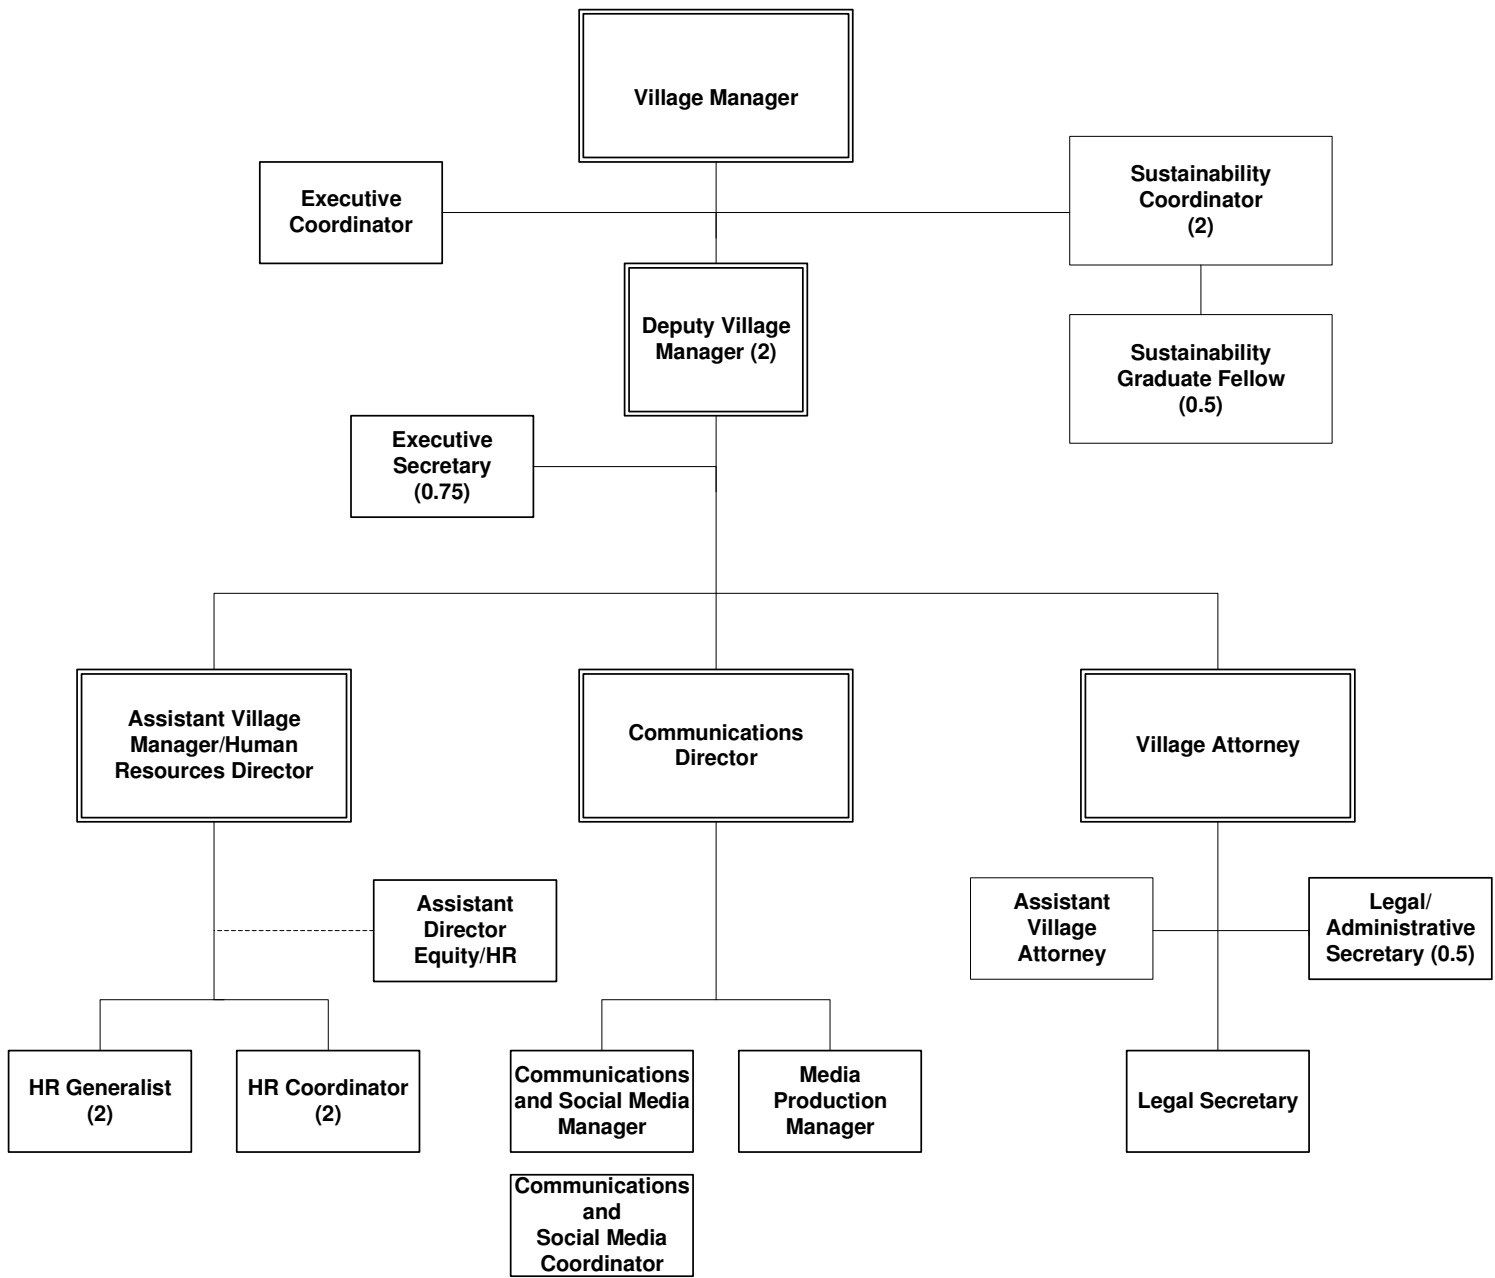 Village Manager
Executive
Coordinator
Sustainability
Coordinator
(2)
Deputy Village
Manager (2)
Sustainability
Graduate Fellow
(0.5)
Executive
Secretary
(0.75)
Assistant Village
Manager/Human
Resources Director
Communications
Director
Village Attorney
Assistant
Director
Equity/HR
Assistant
Village
Attorney
Legal/
Administrative
Secretary (0.5)
HR Generalist
(2)
HR Coordinator
(2)
Communications
and Social Media
Manager
Media
Production
Manager
Legal Secretary
Communications
and
Social Media
Coordinator